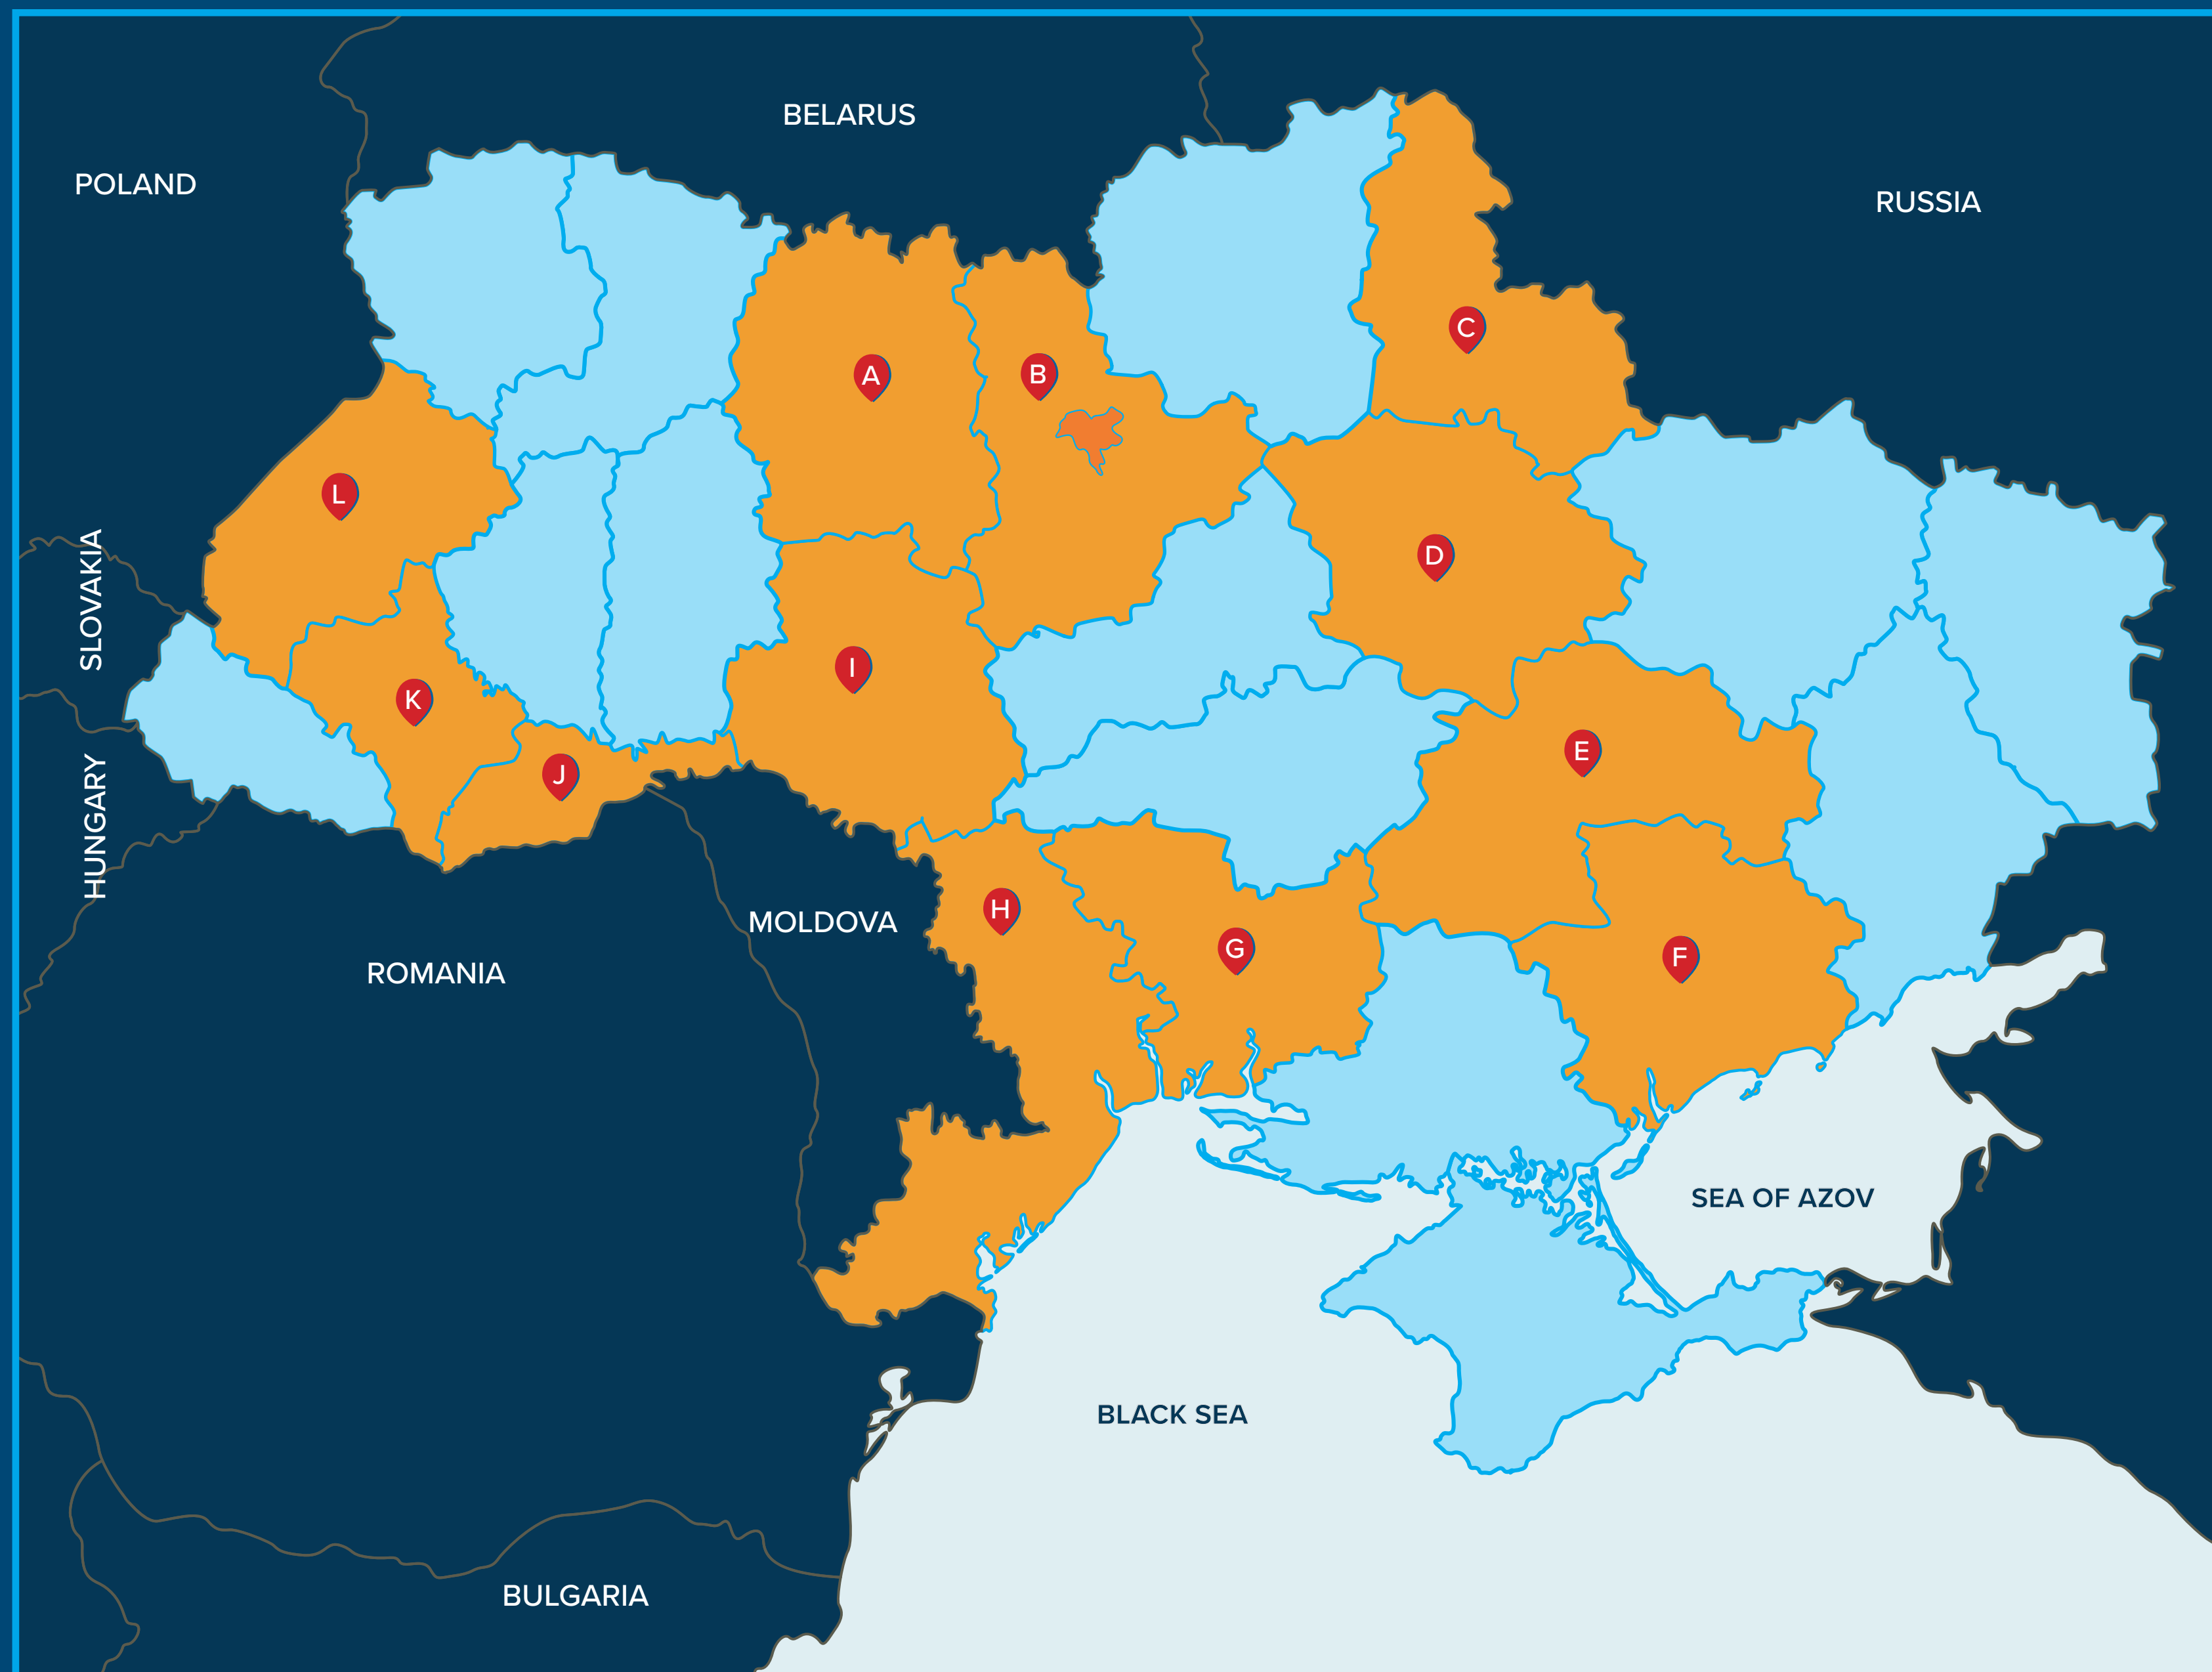 BELARUS
POLAND
RUSSIA
C
A
B
L
D
SLOVAKIA
I
K
E
J
HUNGARY
H
MOLDOVA
G
F
ROMANIA
SEA OF AZOV
BLACK SEA
BULGARIA